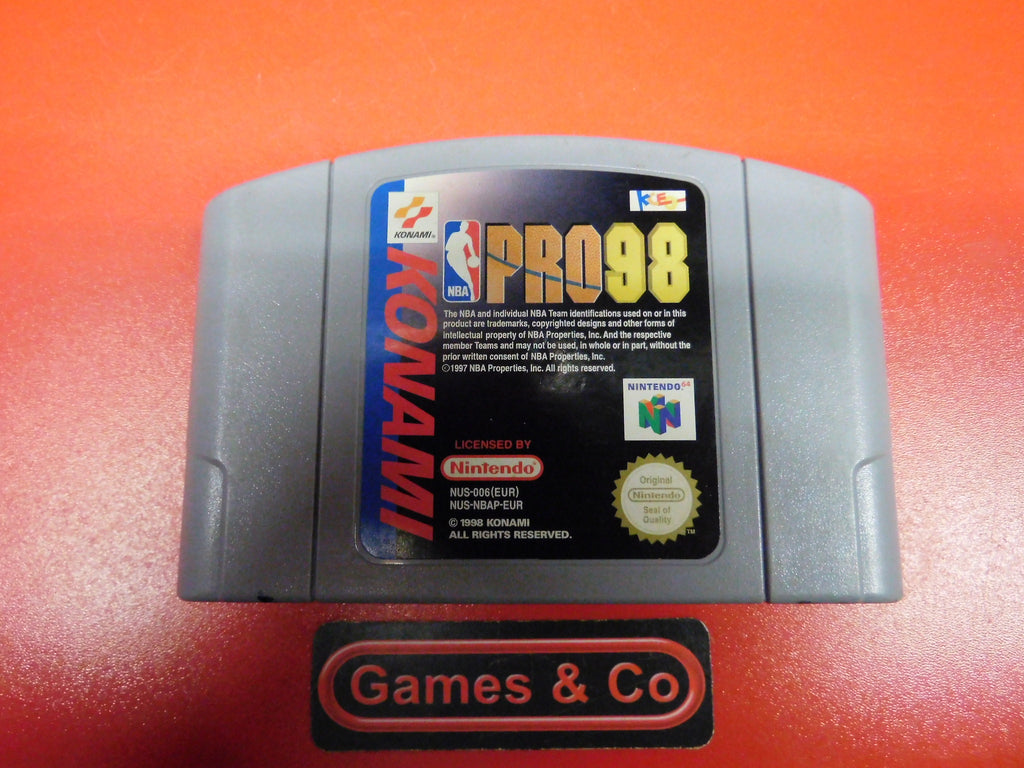 KONAMI
KCE
NBA
PRO 98
KONAMI
The NBA and individual NBA Team identifications used on or in this
product are trademarks, copyrighted designs and other forms of
intellectual property of NBA Properties, Inc. And the respective
member Teams and may not be used, in whole or in part, without the
prior written consent of NBA Properties, Inc.
©1997 NBA Properties, Inc. All rights reserved.
NINTENDO 64
LICENSED BY
Nintendo®
NUS-006(EUR)
NUS-NBAP-EUR
© 1998 KONAMI
ALL RIGHTS RESERVED.
Original
Nintendo
Seal of
Quality
TM
Games & Co